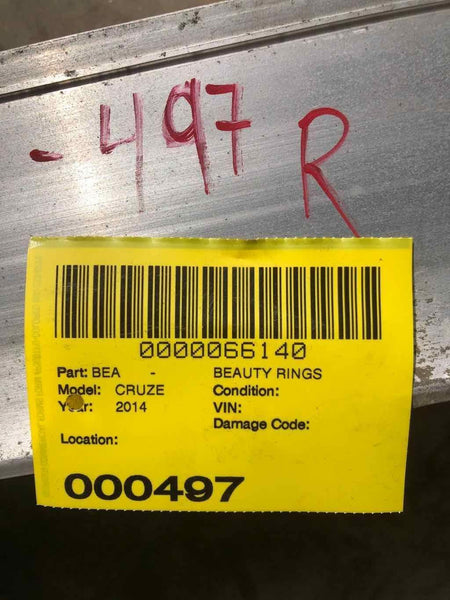 -497 R
0000066140
Part: BEA - BEAUTY RINGS
Model: CRUZE Condition:
Year: 2014 VIN:
Damage Code:
Location:
000497